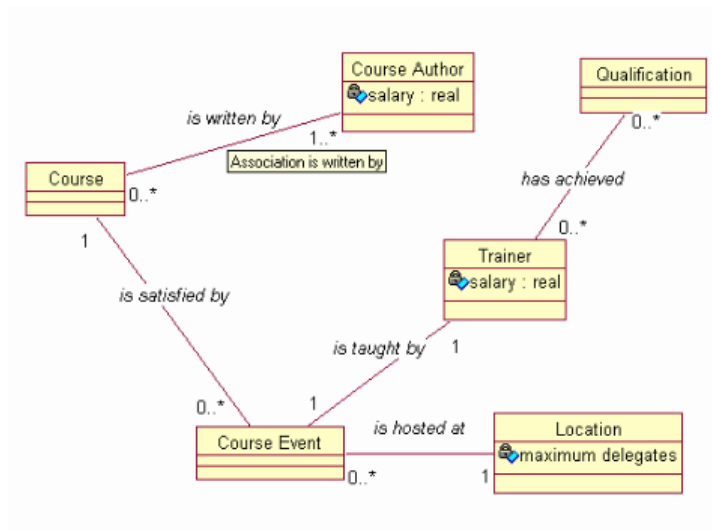 Course Author
salary : real
Qualification
is written by
1..*
0..*
Association is written by
Course
0..*
has achieved
0..*
1
Trainer
salary : real
is satisfied by
is taught by
1
0..*
1
Course Event
is hosted at
Location
maximum delegates
0..*
1